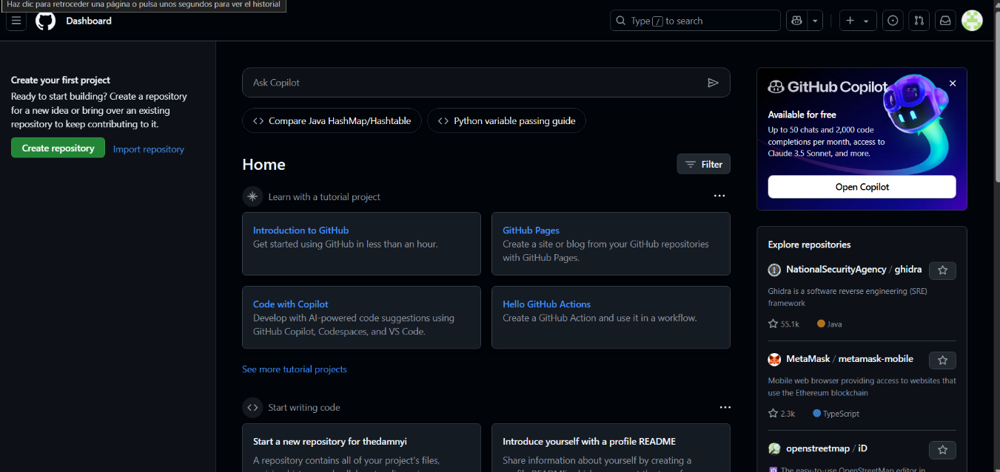 Haz clic para retroceder una página o pulsa unos segundos para ver el historial
Dashboard
Type / to search
Create your first project
Ready to start building? Create a repository
for a new idea or bring over an existing
repository to keep contributing to it.
Create repository
Import repository
Ask Copilot
Compare Java HashMap/Hashtable
Python variable passing guide
Home
Filter
Learn with a tutorial project
Introduction to GitHub
Get started using GitHub in less than an hour.
GitHub Pages
Create a site or blog from your GitHub repositories
with GitHub Pages.
Code with Copilot
Develop with AI-powered code suggestions using
GitHub Copilot, Codespaces, and VS Code.
Hello GitHub Actions
Create a GitHub Action and use it in a workflow.
See more tutorial projects
Start writing code
Start a new repository for thedamnyi
A repository contains all of your project's files,
Introduce yourself with a profile README
Share information about yourself by creating a
GitHub Copilot
Available for free
Up to 50 chats and 2,000 code
completions per month, access to
Claude 3.5 Sonnet, and more.
Open Copilot
Explore repositories
NationalSecurityAgency / ghidra
Ghidra is a software reverse engineering (SRE)
framework
55.1k
Java
MetaMask / metamask-mobile
Mobile web browser providing access to websites that
use the Ethereum blockchain
2.3k
TypeScript
openstreetmap / iD
The easy-to-use OpenStreetMap editor in